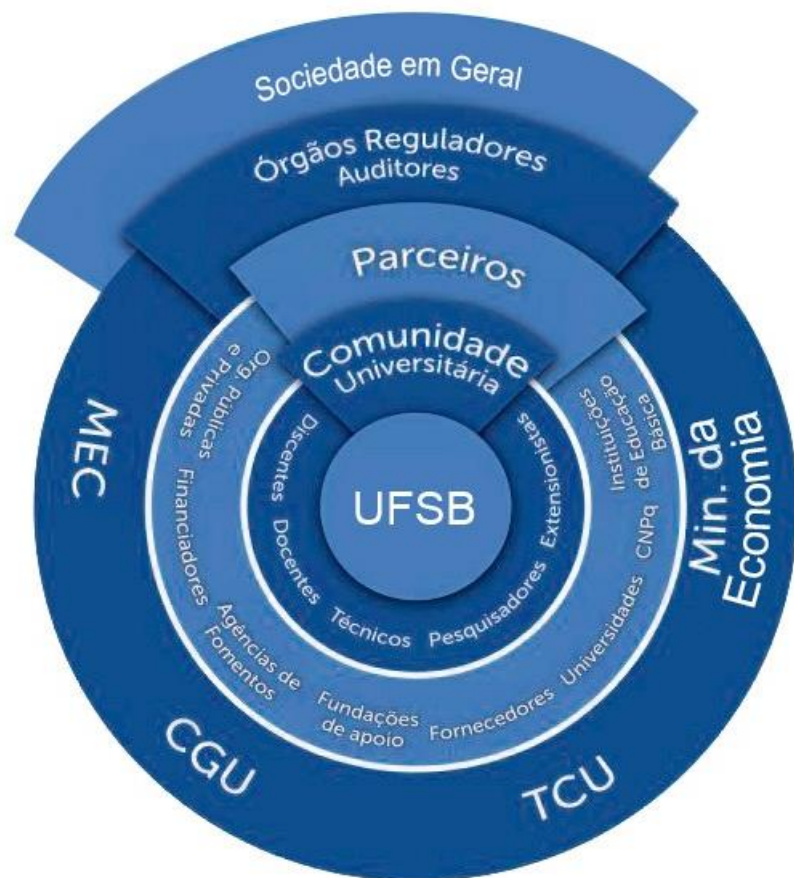 Sociedade em Geral
Órgãos Reguladores
Auditores
Parceiros
Comunidade
Universitária
UFSB
Discentes
Docentes
Técnicos
Pesquisadores
Extensionistas
Org. Públicas
e Privadas
Financiadores
Agências de
Fomentos
Fundações
de apoio
Fornecedores
Universidades
CNPq
Instituições
de Educação
Básica
MEC
CGU
TCU
Min. da
Economia